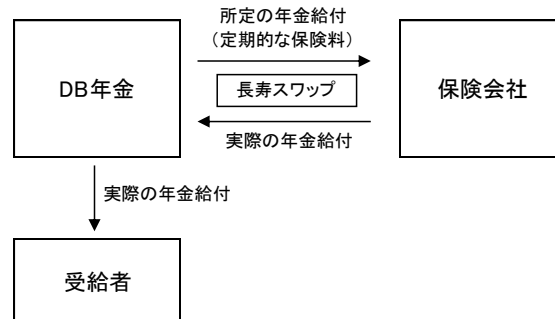 所定の年金給付
（定期的な保険料）
DB年金
長寿スワップ
保険会社
実際の年金給付
実際の年金給付
受給者